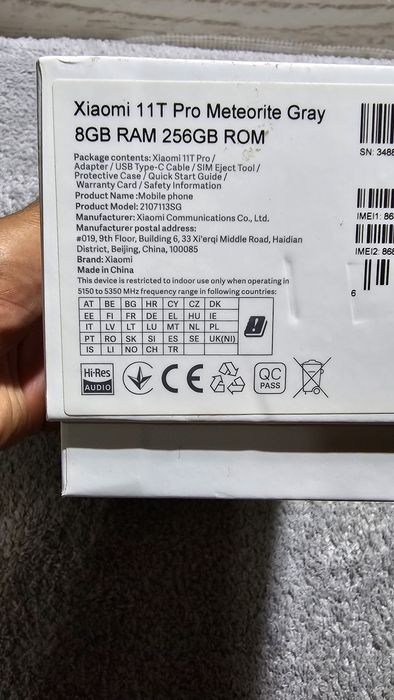 Xiaomi 11T Pro Meteorite Gray
8GB RAM 256GB ROM
Package contents: Xiaomi 11T Pro /
Adapter / USB Type-C Cable / SIM Eject Tool /
Protective Case / Quick Start Guide /
Warranty Card / Safety Information
Product Name:Mobile phone
Product Model: 2107113SG
Manufacturer: Xiaomi Communications Co., Ltd.
Manufacturer postal address:
#019, 9th Floor, Building 6, 33 Xi'erqi Middle Road, Haidian
District, Beijing, China, 100085
Brand: Xiaomi
Made in China
This device is restricted to indoor use only when operating in
5150 to 5350 MHz frequency range in following countries:
AT BE BG HR CY CZ DK
EE FI FR DE EL HU IE
IT LV LT LU MT NL PL
PT RO SK SI ES SE UK(NI)
IS LI NO CH TR
Hi-Res
AUDIO
CE
QC
PASS
SN: 3488
IMEI1: 86
IMEI2: 868
6